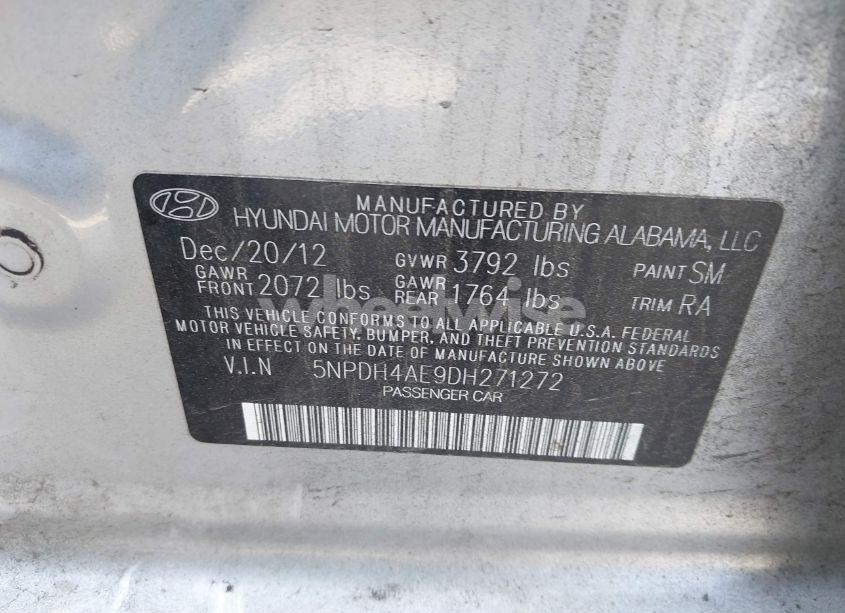 MANUFACTURED BY
HYUNDAI MOTOR MANUFACTURING ALABAMA, LLC
Dec/20/12 GVWR 3792 lbs PAINT SM
GAWR FRONT 2072 lbs GAWR REAR 1764 lbs TRIM RA
wheelwise
THIS VEHICLE CONFORMS TO ALL APPLICABLE U.S.A. FEDERAL
MOTOR VEHICLE SAFETY, BUMPER, AND THEFT PREVENTION STANDARDS
IN EFFECT ON THE DATE OF MANUFACTURE SHOWN ABOVE
V.I.N 5NPDH4AE9DH271272
PASSENGER CAR